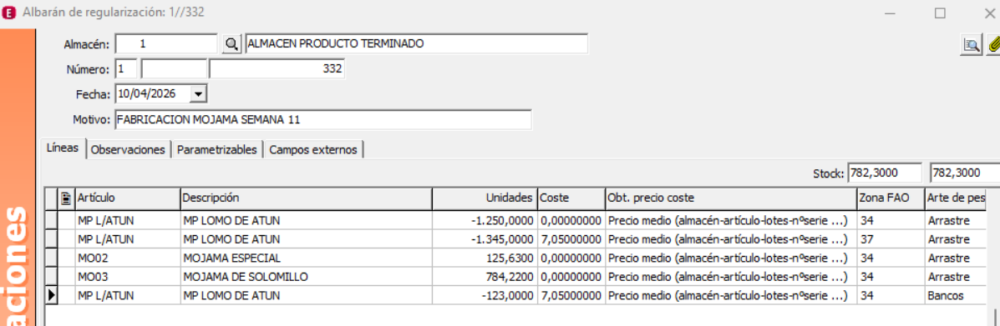 Albarán de regularización: 1//332
Almacén: 1 ALMACEN PRODUCTO TERMINADO
Número: 1 332
Fecha: 10/04/2026
Motivo: FABRICACION MOJAMA SEMANA 11
Líneas Observaciones Parametrizables Campos externos
Stock: 782,3000 782,3000
Artículo Descripción Unidades Coste Obt. precio coste Zona FAO Arte de pes
MP L/ATUN MP LOMO DE ATUN -1.250,0000 0,00000000 Precio medio (almacén-artículo-lotes-nºserie ...) 34 Arrastre
MP L/ATUN MP LOMO DE ATUN -1.345,0000 7,05000000 Precio medio (almacén-artículo-lotes-nºserie ...) 37 Arrastre
MO02 MOJAMA ESPECIAL 125,6300 0,00000000 Precio medio (almacén-artículo-lotes-nºserie ...) 34 Arrastre
MO03 MOJAMA DE SOLOMILLO 784,2200 0,00000000 Precio medio (almacén-artículo-lotes-nºserie ...) 34 Arrastre
MP L/ATUN MP LOMO DE ATUN -123,0000 7,05000000 Precio medio (almacén-artículo-lotes-nºserie ...) 34 Bancos
aciones